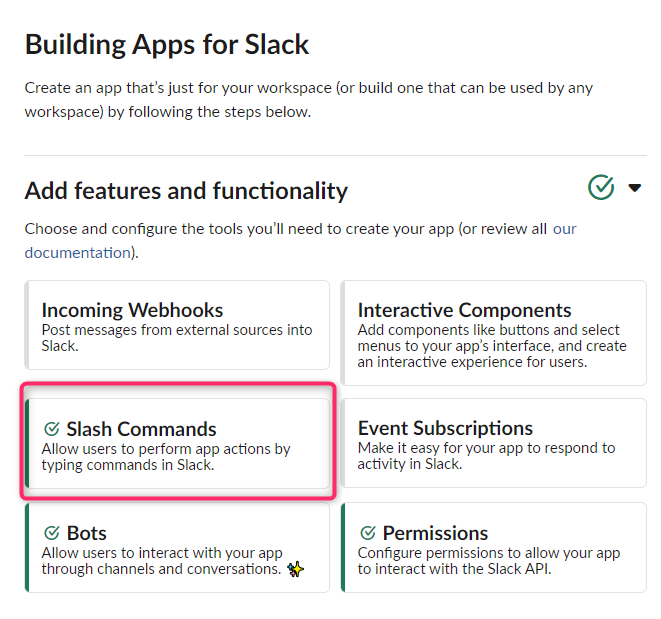 Building Apps for Slack
Create an app that's just for your workspace (or build one that can be used by any
workspace) by following the steps below.
Add features and functionality
Choose and configure the tools you'll need to create your app (or review all our
documentation).
Incoming Webhooks
Post messages from external sources into
Slack.
Interactive Components
Add components like buttons and select
menus to your app's interface, and create
an interactive experience for users.
Slash Commands
Allow users to perform app actions by
typing commands in Slack.
Event Subscriptions
Make it easy for your app to respond to
activity in Slack.
Bots
Allow users to interact with your app
through channels and conversations. ✨
Permissions
Configure permissions to allow your app
to interact with the Slack API.